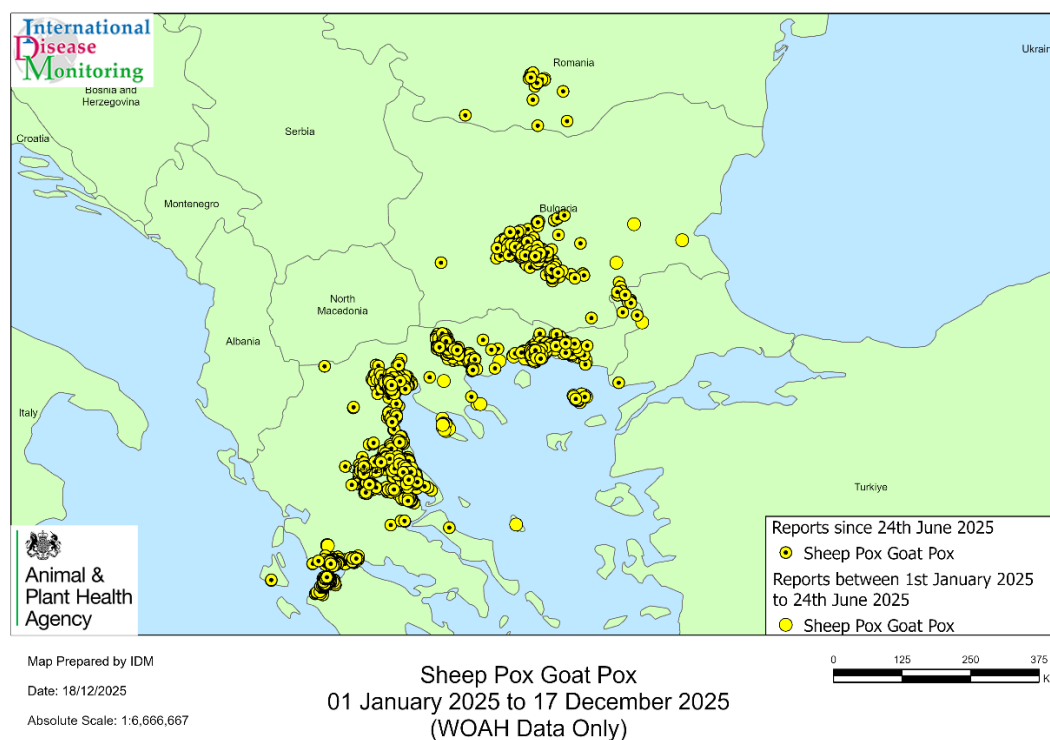 International
Disease
Monitoring
Bosnia and
Herzegovina
Croatia
Serbia
Romania
Ukrain
Montenegro
Bulgaria
North
Macedonia
Albania
Italy
Turkiye
Animal &
Plant Health
Agency
Reports since 24th June 2025
Sheep Pox Goat Pox
Reports between 1st January 2025
to 24th June 2025
Sheep Pox Goat Pox
Map Prepared by IDM
Date: 18/12/2025
Absolute Scale: 1:6,666,667
Sheep Pox Goat Pox
01 January 2025 to 17 December 2025
(WOAH Data Only)
0 125 250 375
K